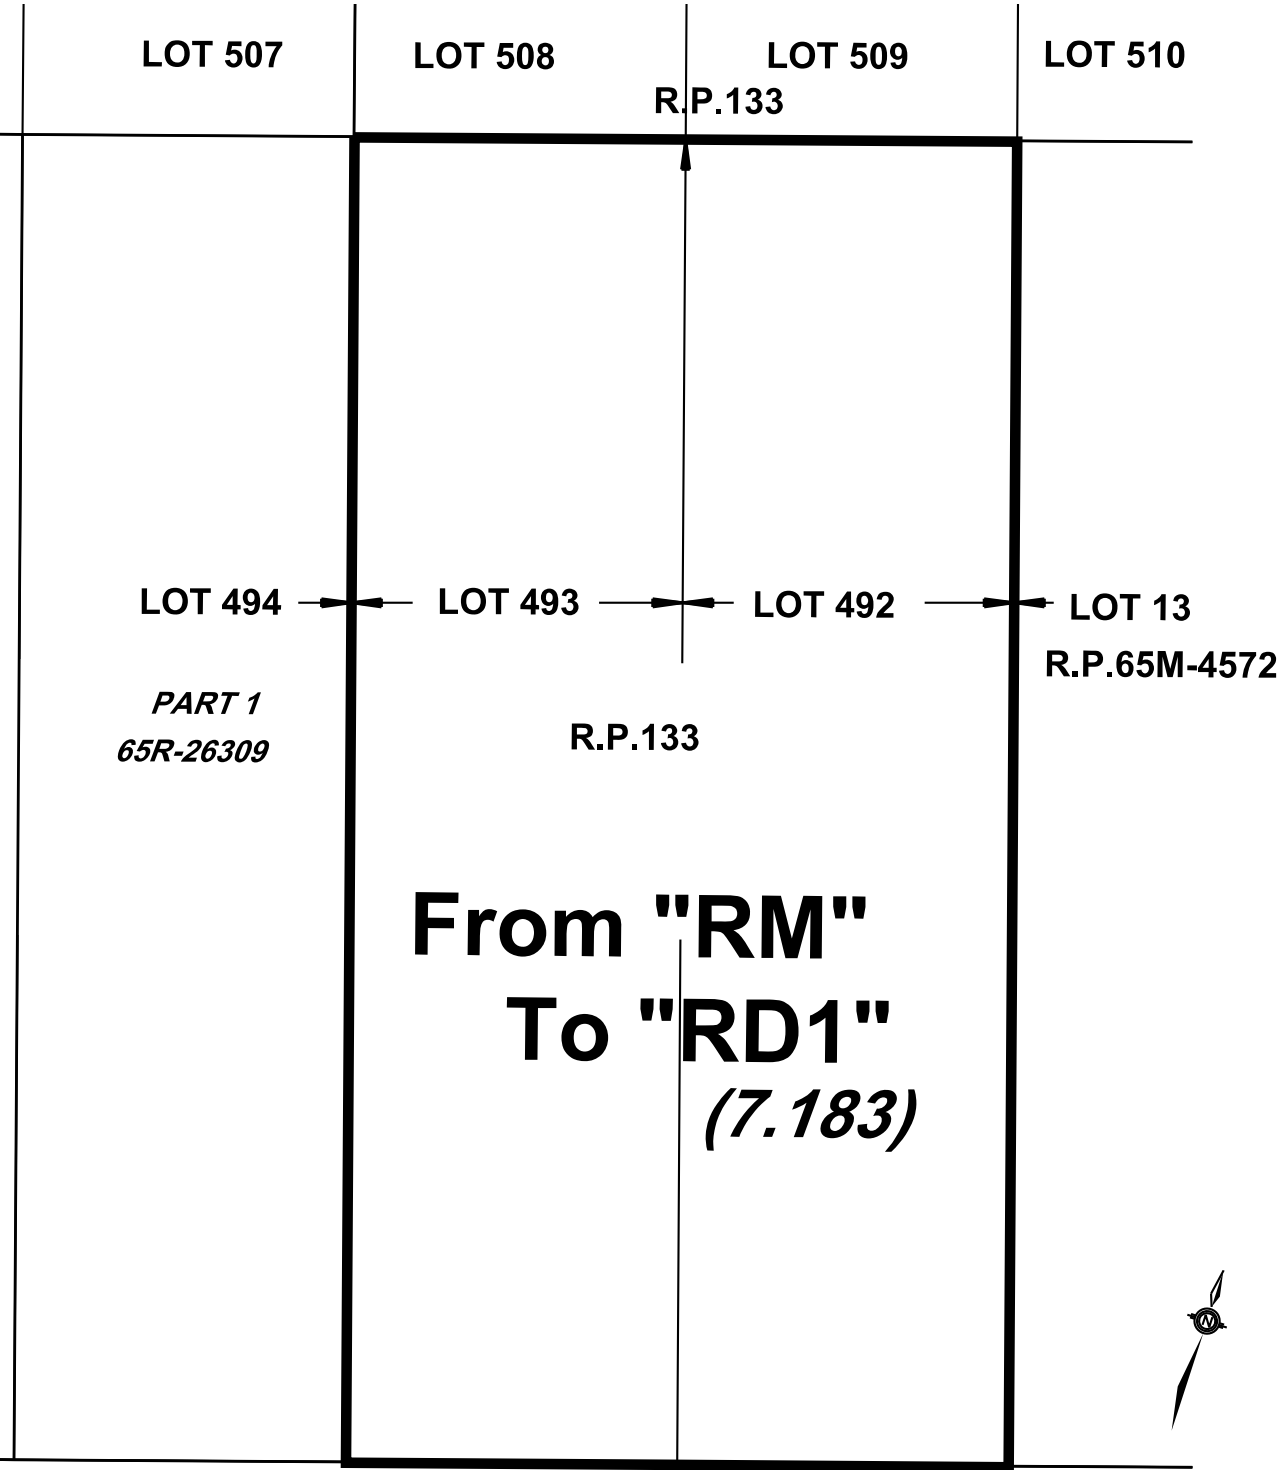 LOT 507 LOT 508 LOT 509 LOT 510
R.P.133
LOT 494 LOT 493 LOT 492 LOT 13
R.P.65M-4572
PART 1
65R-26309
R.P.133
From "RM"
To "RD1"
(7.183)
N